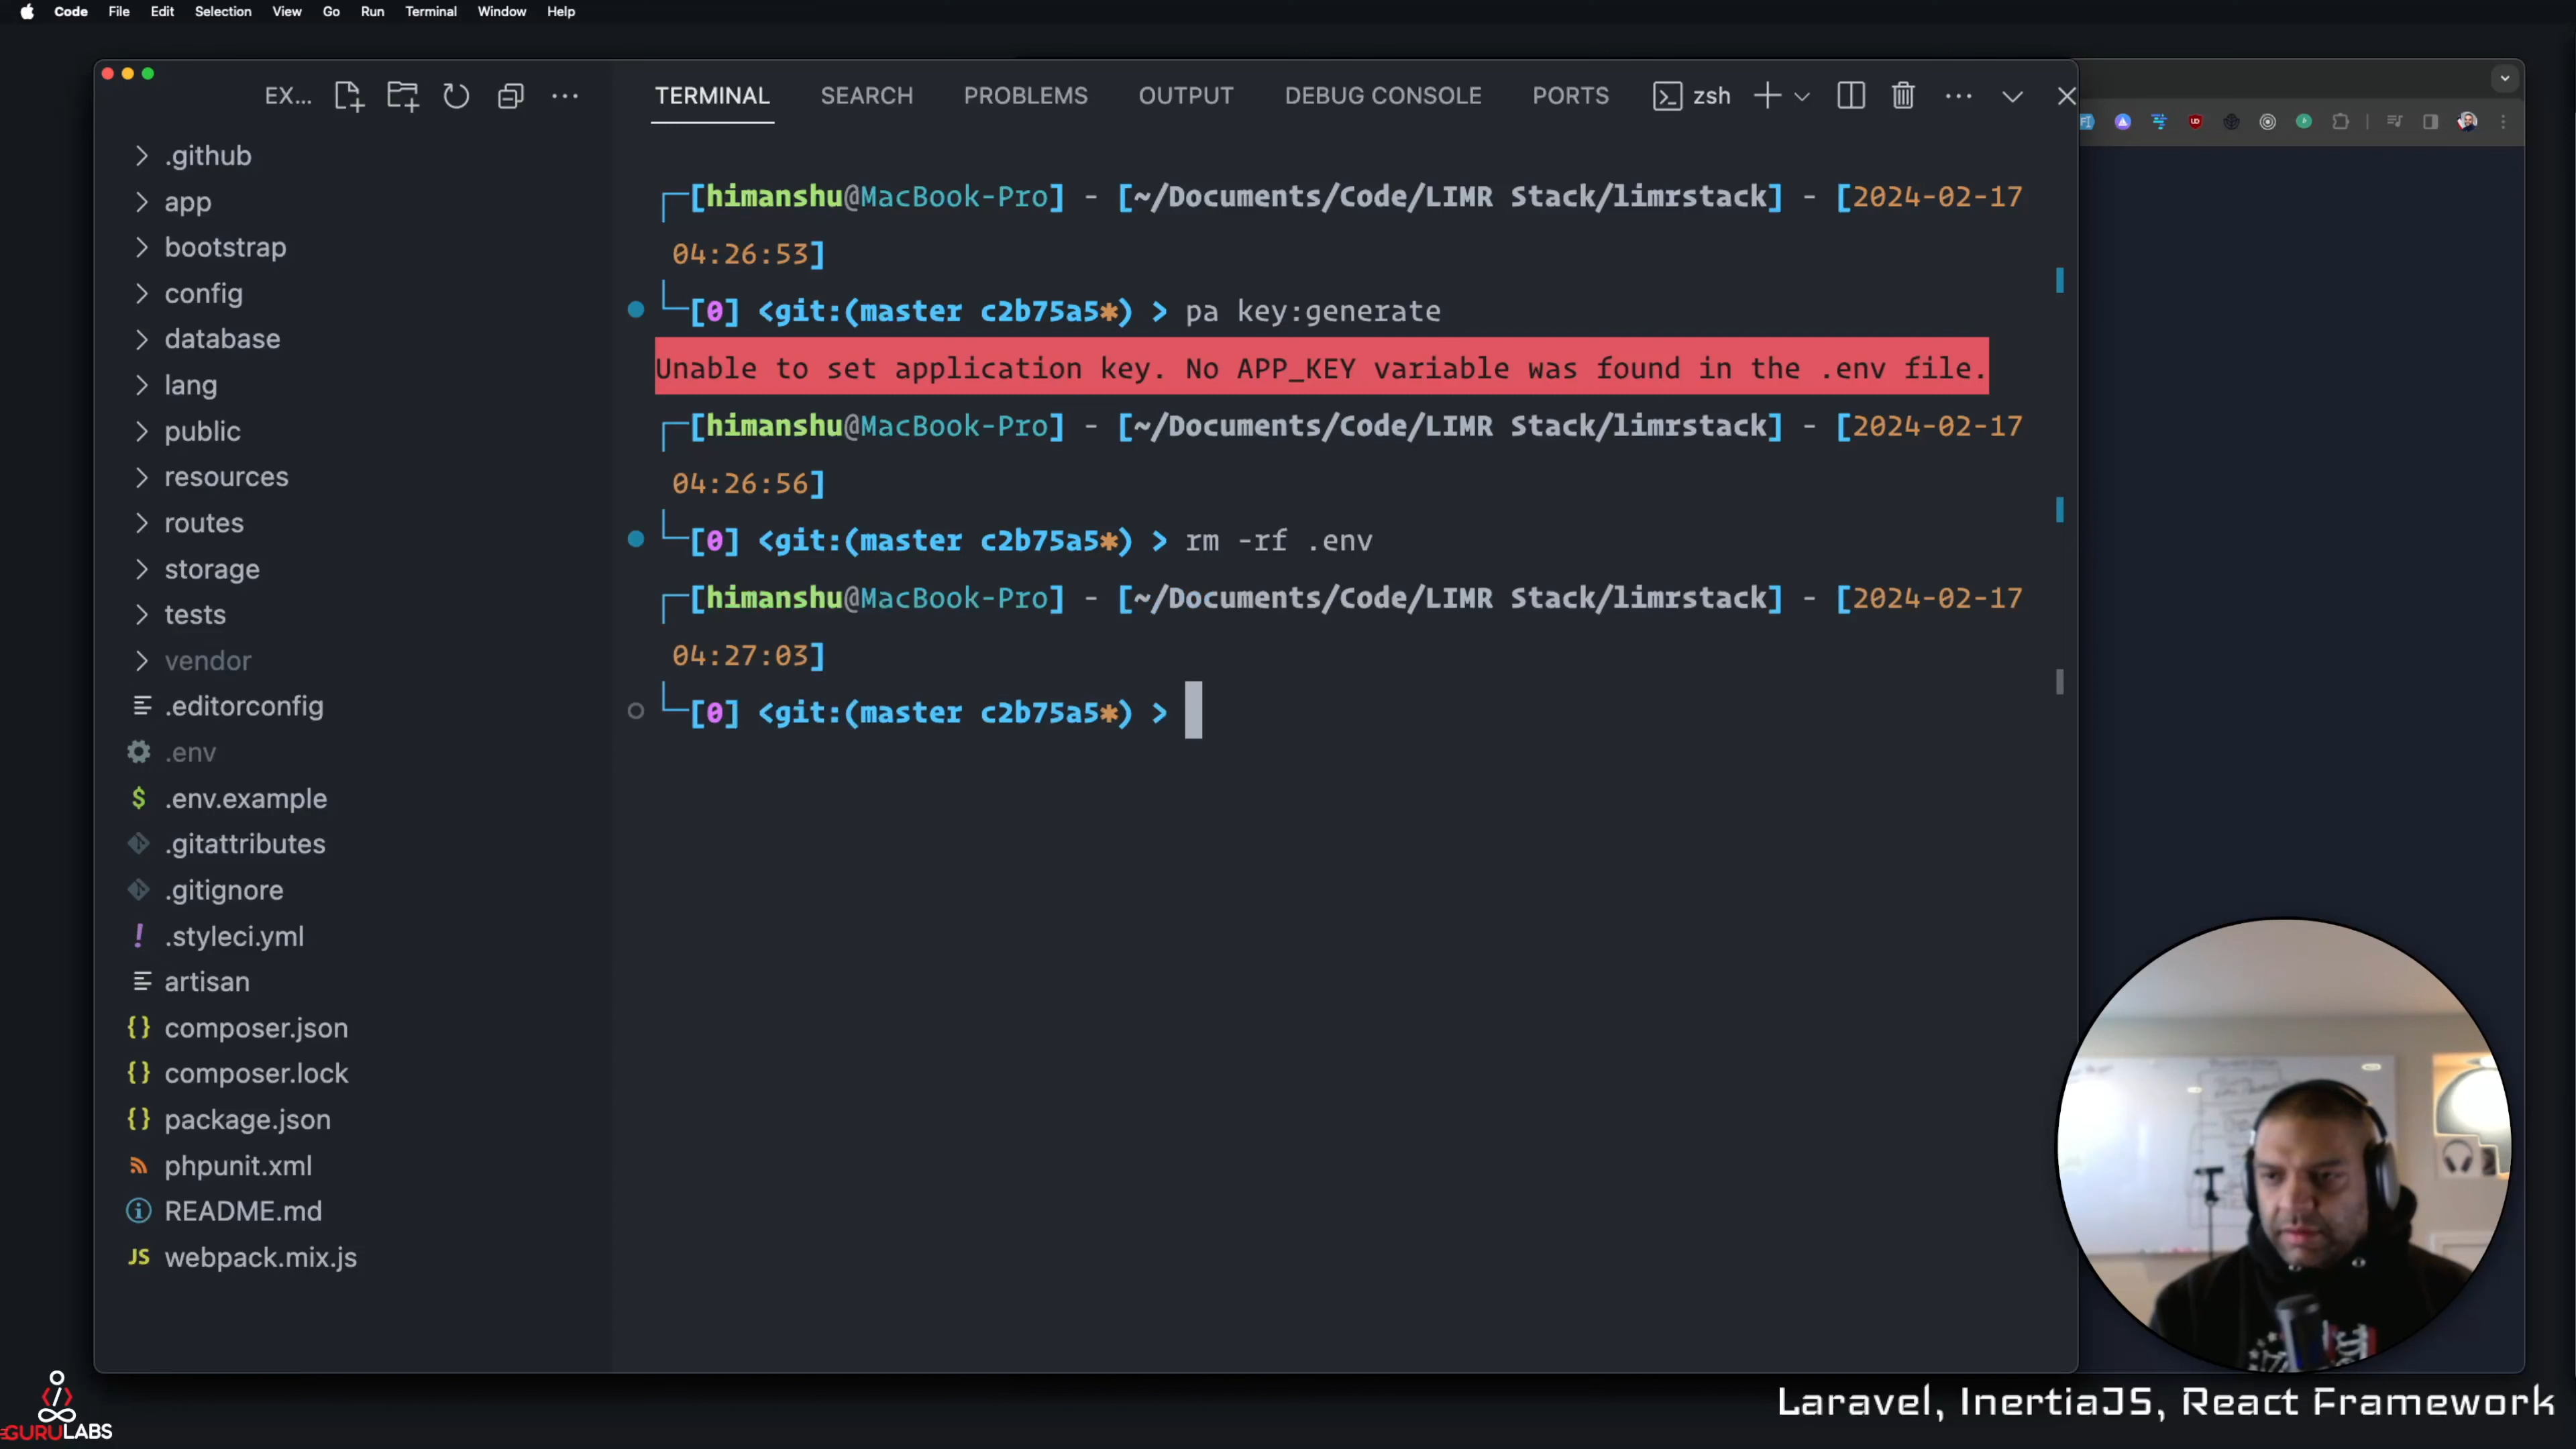 Code File Edit Selection View Go Run Terminal Window Help
EX...
TERMINAL SEARCH PROBLEMS OUTPUT DEBUG CONSOLE PORTS zsh
.github
app
bootstrap
config
database
lang
public
resources
routes
storage
tests
vendor
.editorconfig
.env
$ .env.example
.gitattributes
.gitignore
! .styleci.yml
artisan
{} composer.json
{} composer.lock
{} package.json
phpunit.xml
README.md
JS webpack.mix.js
[himanshu@MacBook-Pro] - [~/Documents/Code/LIMR Stack/limrstack] - [2024-02-17
04:26:53]
[0] <git:(master c2b75a5*) > pa key:generate
Unable to set application key. No APP_KEY variable was found in the .env file.
[himanshu@MacBook-Pro] - [~/Documents/Code/LIMR Stack/limrstack] - [2024-02-17
04:26:56]
[0] <git:(master c2b75a5*) > rm -rf .env
[himanshu@MacBook-Pro] - [~/Documents/Code/LIMR Stack/limrstack] - [2024-02-17
04:27:03]
[0] <git:(master c2b75a5*) >
GURULABS
Laravel, InertiaJS, React Framework